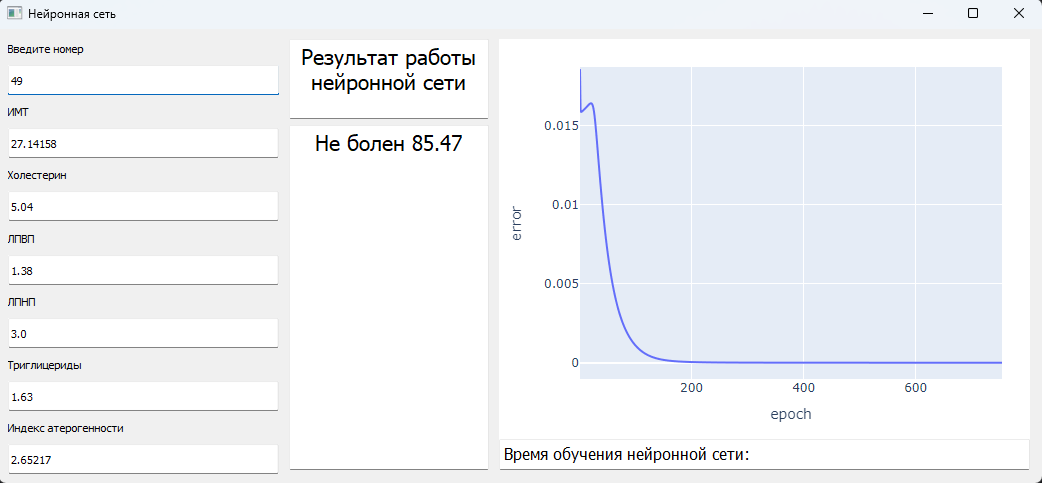 Нейронная сеть
Введите номер
49
ИМТ
27.14158
Холестерин
5.04
ЛПВП
1.38
ЛПНП
3.0
Триглицериды
1.63
Индекс атерогенности
2.65217
Результат работы
нейронной сети
Не болен 85.47
0.015
0.01
0.005
0
error
200
400
600
epoch
Время обучения нейронной сети: